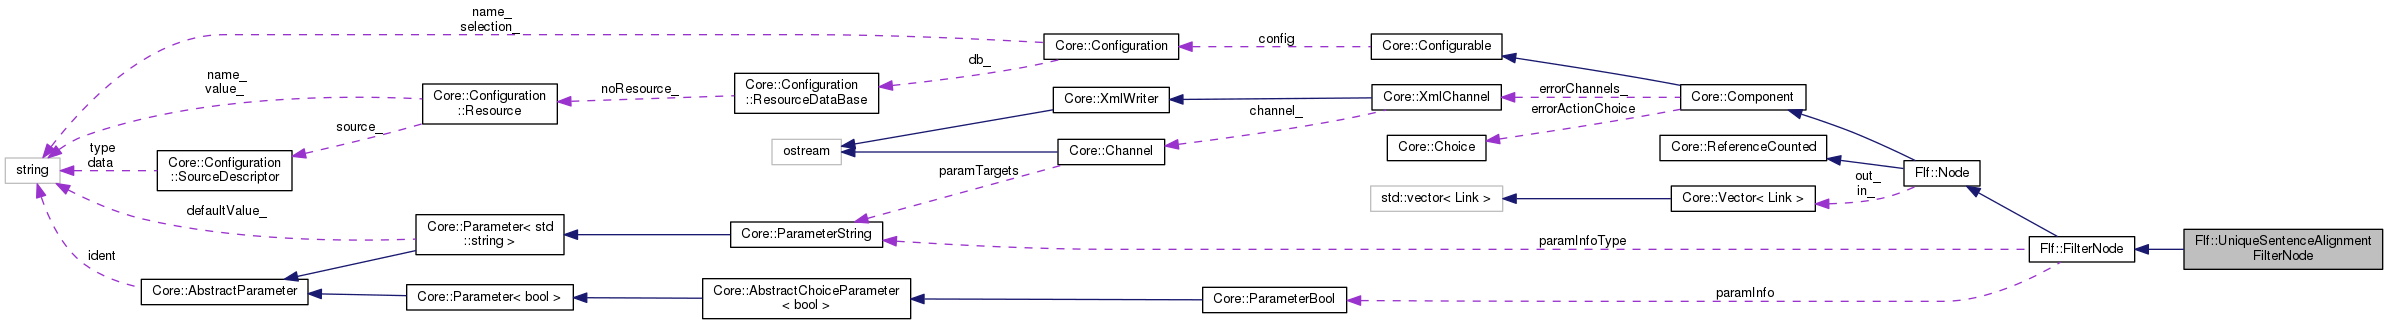 name_
selection_
Core::Configuration
config
Core::Configurable
db_
name_
value_
Core::Configuration
::Resource
noResource_
Core::Configuration
::ResourceDataBase
Core::XmlWriter
Core::XmlChannel
errorChannels_
errorActionChoice
Core::Component
channel_
source_
type
data
string
Core::Configuration
::SourceDescriptor
ostream
Core::Channel
Core::Choice
Core::ReferenceCounted
Flf::Node
paramTargets
out_
in_
std::vector< Link >
Core::Vector< Link >
defaultValue_
Core::Parameter< std
::string >
Core::ParameterString
paramInfoType
Flf::FilterNode
Flf::UniqueSentenceAlignment
FilterNode
ident
Core::AbstractParameter
Core::Parameter< bool >
Core::AbstractChoiceParameter
< bool >
Core::ParameterBool
paramInfo